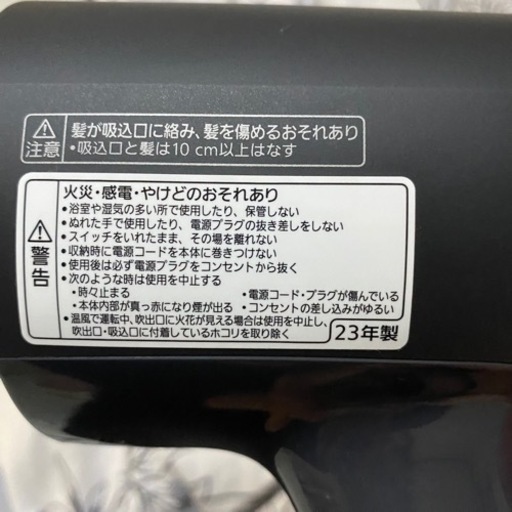 ⚠注意
髪が吸込口に絡み、髪を傷めるおそれあり
•吸込口と髪は10 cm以上はなす
⚠警告
火災・感電・やけどのおそれあり
•浴室や湿気の多い所で使用したり、保管しない
•ぬれた手で使用したり、電源プラグの抜き差しをしない
•スイッチをいれたまま、その場を離れない
•収納時に電源コードを本体に巻きつけない
•使用後は必ず電源プラグをコンセントから抜く
•次のような時は使用を中止する
・時々止まる ・電源コード・プラグが傷んでいる
・本体内部が真っ赤になり煙が出る ・コンセントの差し込みがゆるい
•温風で運転中、吹出口に火花が見える場合は使用を中止し、
吹出口・吸込口に付着しているホコリを取り除く
23年製